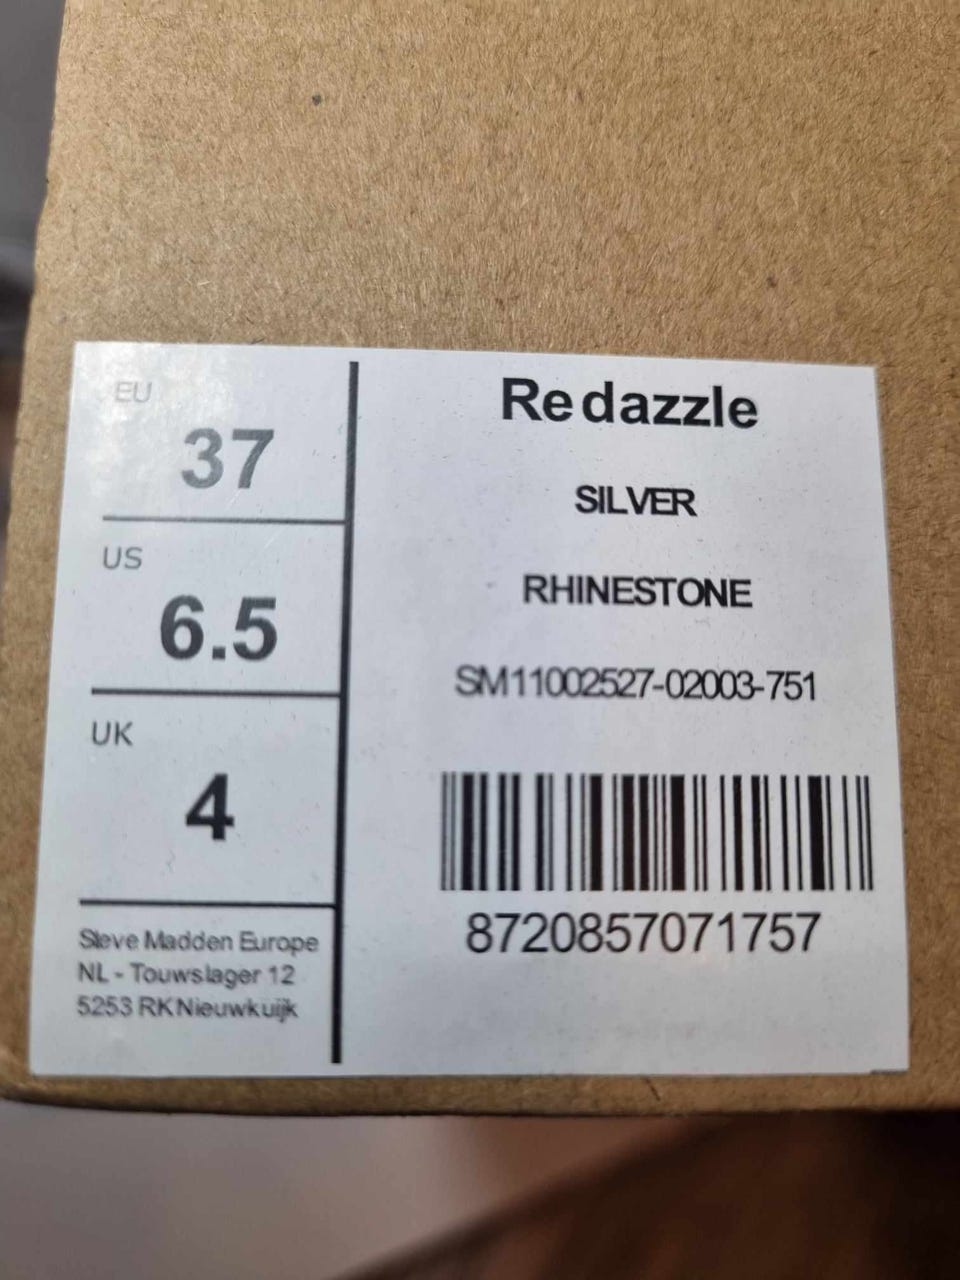 EU
37
US
6.5
UK
4
Steve Madden Europe
NL - Touwslager 12
5253 RK Nieuwkuijk
Redazzle
SILVER
RHINESTONE
SM11002527-02003-751
8720857071757